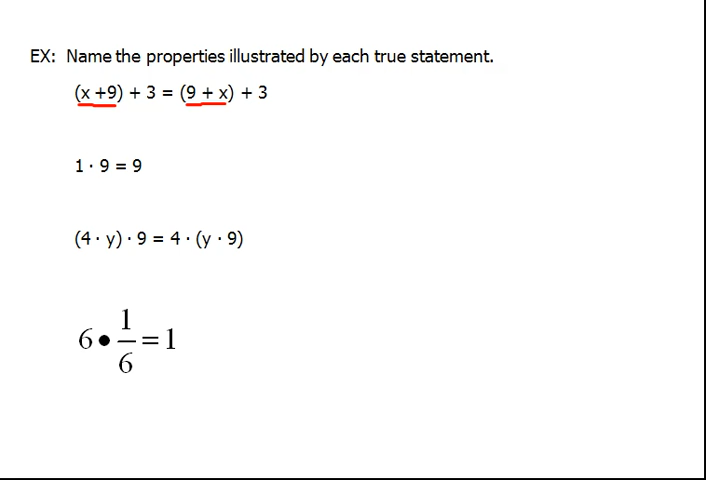 EX: Name the properties illustrated by each true statement.
(x +9) + 3 = (9 + x) + 3
1 · 9 = 9
(4 · y) · 9 = 4 · (y · 9)
6 • 1/6 = 1